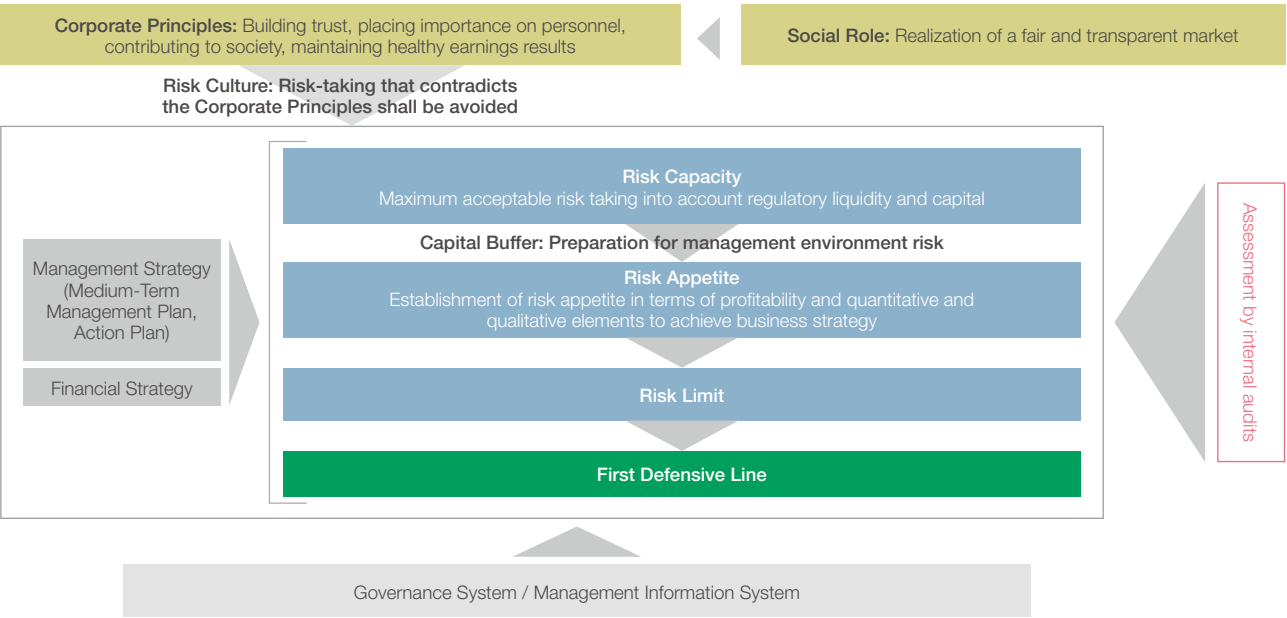 Corporate Principles: Building trust, placing importance on personnel,
contributing to society, maintaining healthy earnings results
Social Role: Realization of a fair and transparent market
Risk Culture: Risk-taking that contradicts
the Corporate Principles shall be avoided
Risk Capacity
Maximum acceptable risk taking into account regulatory liquidity and capital
Capital Buffer: Preparation for management environment risk
Risk Appetite
Establishment of risk appetite in terms of profitability and quantitative and
qualitative elements to achieve business strategy
Risk Limit
First Defensive Line
Management Strategy
(Medium-Term
Management Plan,
Action Plan)
Financial Strategy
Assessment by internal audits
Governance System / Management Information System